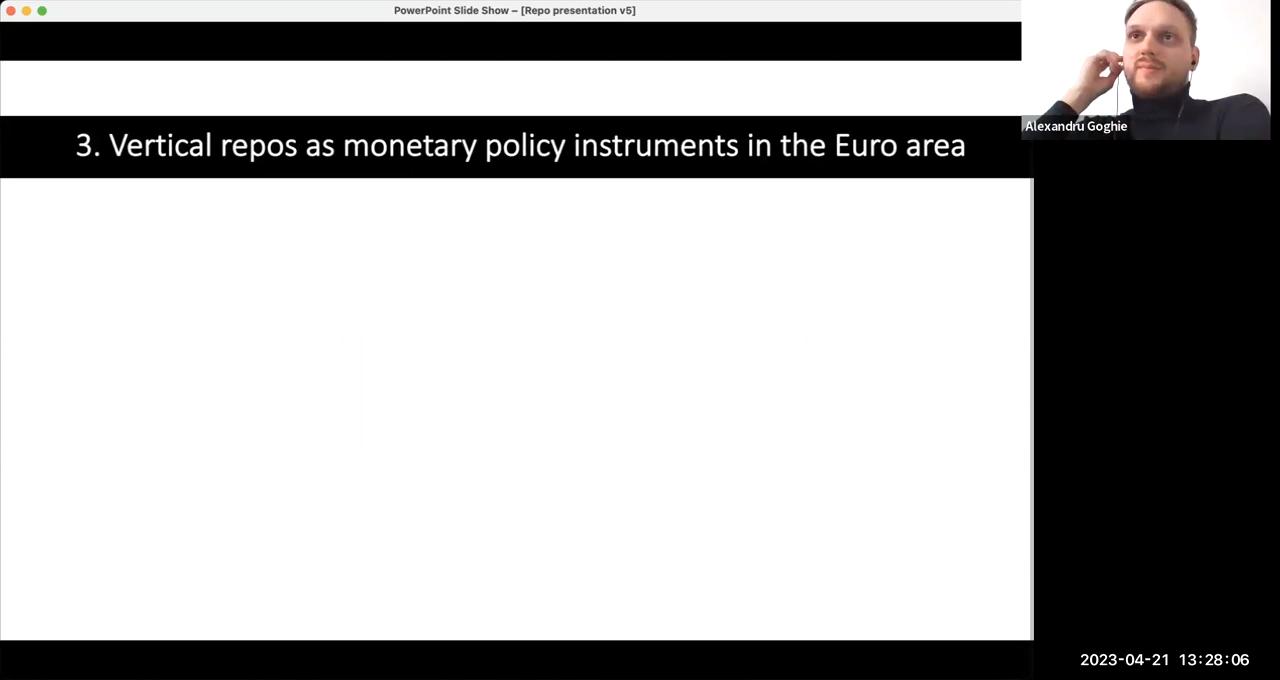 PowerPoint Slide Show – [Repo presentation v5]
3. Vertical repos as monetary policy instruments in the Euro area
Alexandru Goghie
2023-04-21 13:28:06